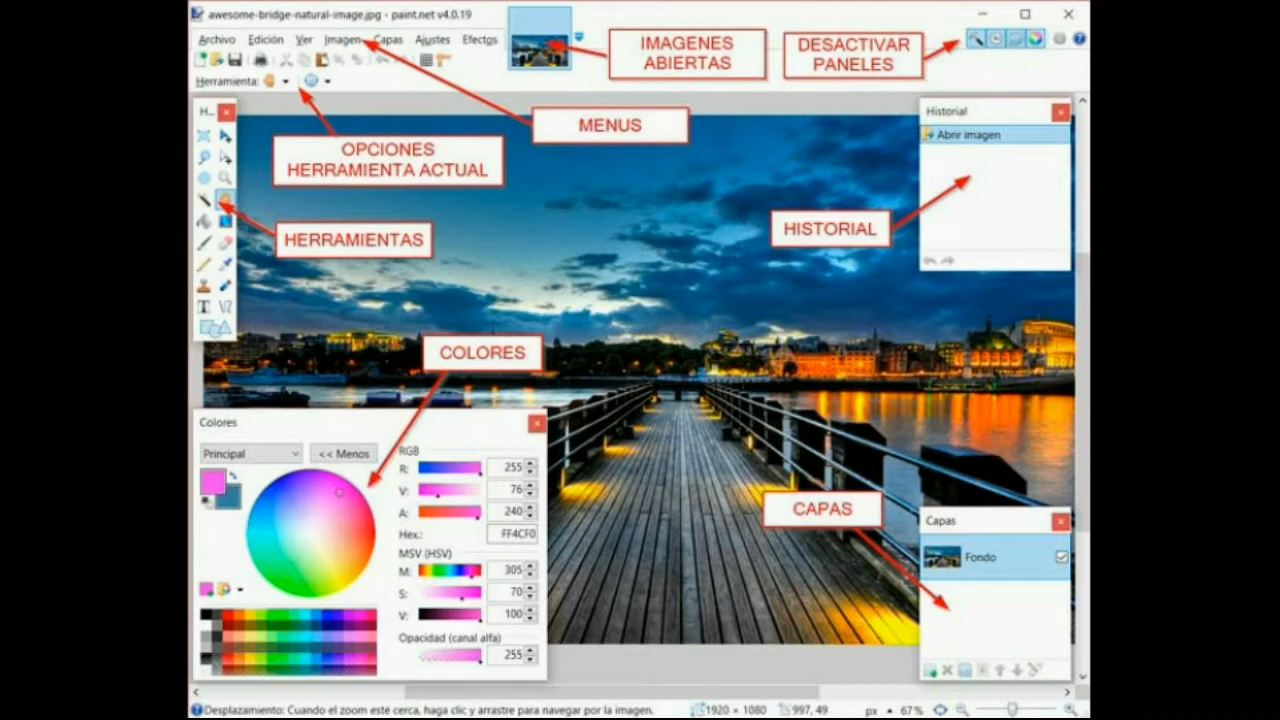 awesome-bridge-natural-image.jpg - paint.net v4.0.19
Archivo Edición Ver Imagen Capas Ajustes Efectos
IMAGENES
ABIERTAS
DESACTIVAR
PANELES
Herramienta:
H...
MENUS
Historial
Abrir imagen
OPCIONES
HERRAMIENTA ACTUAL
HISTORIAL
HERRAMIENTAS
COLORES
Colores
Principal
<< Menos
RGB
R: 255
V: 76
A: 240
Hex.: FF4CF0
MSV (HSV)
M: 305
S: 70
V: 100
Opacidad (canal alfa)
255
CAPAS
Capas
Fondo
Desplazamiento: Cuando el zoom esté cerca, haga clic y arrastre para navegar por la imagen.
1920 × 1080
997, 49
px
67%